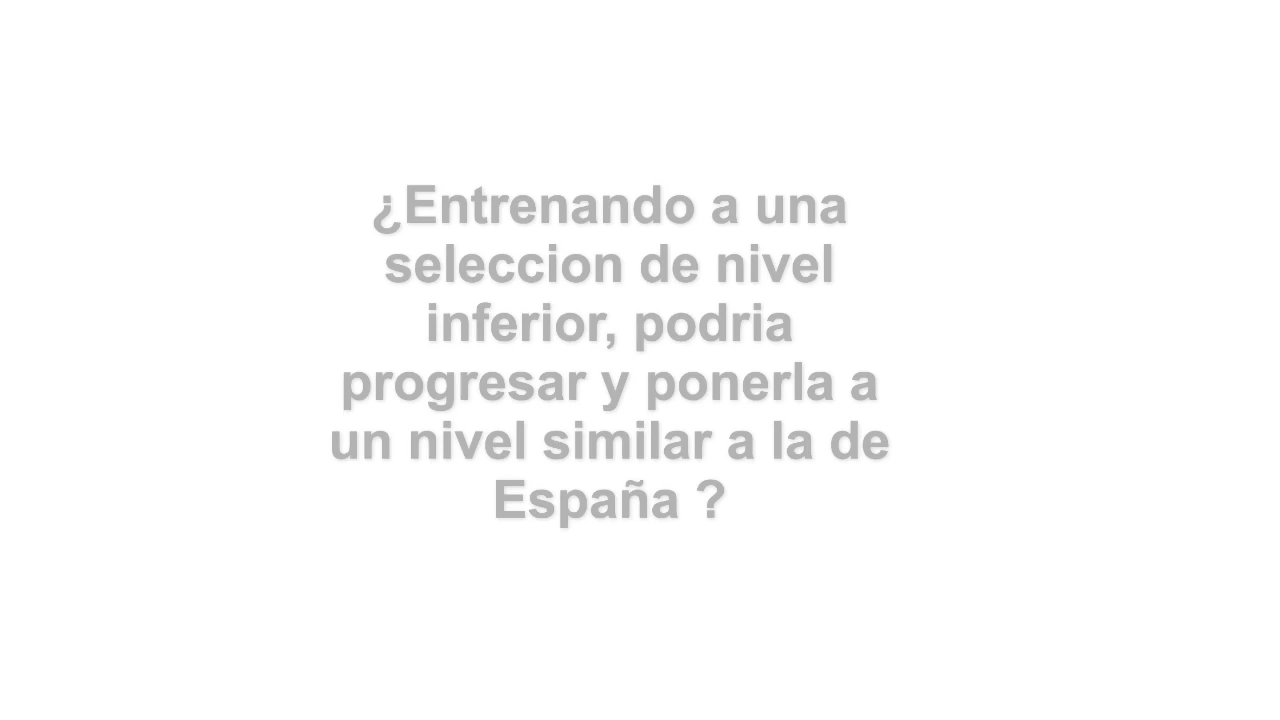 ¿Entrenando a una
seleccion de nivel
inferior, podria
progresar y ponerla a
un nivel similar a la de
España ?